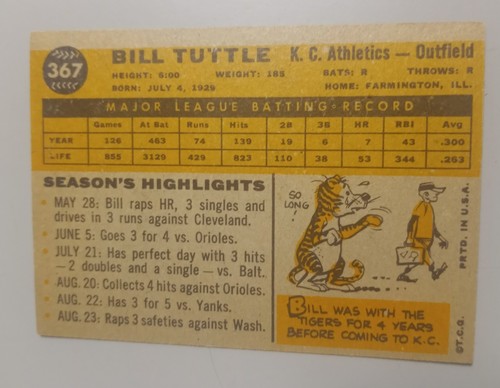 367
BILL TUTTLE K. C. Athletics — Outfield
HEIGHT: 6:00 WEIGHT: 185 BATS: R THROWS: R
BORN: JULY 4, 1929 HOME: FARMINGTON, ILL.
MAJOR LEAGUE BATTING RECORD
Games At Bat Runs Hits 2B 3B HR RBI Avg
YEAR 126 463 74 139 19 6 7 43 .300
LIFE 855 3129 429 823 110 38 53 344 .263
SEASON'S HIGHLIGHTS
• MAY 28: Bill raps HR, 3 singles and
drives in 3 runs against Cleveland.
• JUNE 5: Goes 3 for 4 vs. Orioles.
• JULY 21: Has perfect day with 3 hits
— 2 doubles and a single — vs. Balt.
• AUG. 20: Collects 4 hits against Orioles.
• AUG. 22: Has 3 for 5 vs. Yanks.
• AUG. 23: Raps 3 safeties against Wash.
SO
LONG!
KC
BILL WAS WITH THE
TIGERS FOR 4 YEARS
BEFORE COMING TO K.C.
PRTD. IN U.S.A.
©T.C.G.